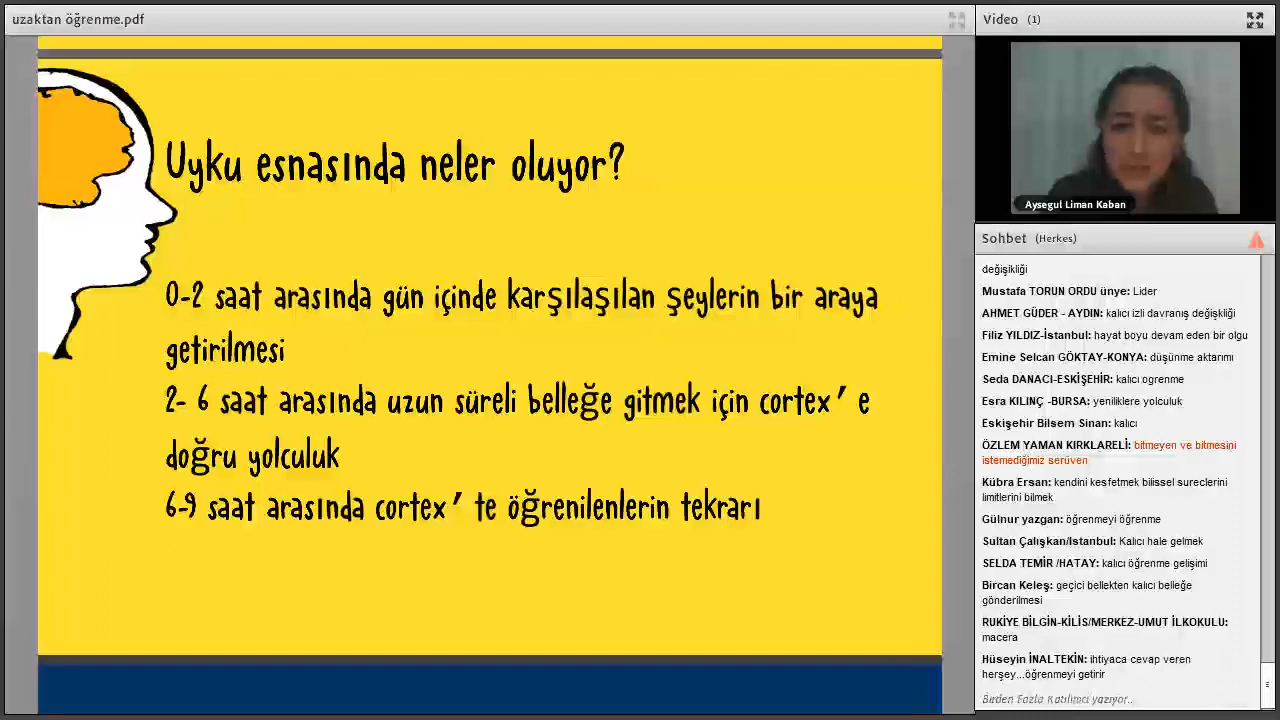 uzaktan öğrenme.pdf
Uyku esnasında neler oluyor?
0-2 saat arasında gün içinde karşılaşılan şeylerin bir araya
getirilmesi
2- 6 saat arasında uzun süreli belleğe gitmek için cortex' e
doğru yolculuk
6-9 saat arasında cortex' te öğrenilenlerin tekrarı
Video (1)
Aysegul Liman Kaban
Sohbet (Herkes)
değişikliği
Mustafa TORUN ORDU ünye: Lider
AHMET GÜDER - AYDIN: kalıcı izli davranış değişkliği
Filiz YILDIZ-İstanbul: hayat boyu devam eden bir olgu
Emine Selcan GÖKTAY-KONYA: düşünme aktarımı
Seda DANACI-ESKİŞEHİR: kalıcı ogrenme
Esra KILINÇ -BURSA: yeniliklere yolculuk
Eskişehir Bilsem Sinan: kalıcı
ÖZLEM YAMAN KIRKLARELİ: bitmeyen ve bitmesini
istemediğimiz serüven
Kübra Ersan: kendini kesfetmek bilissel sureclerini
limitlerini bilmek
Gülnur yazgan: öğrenmeyi öğrenme
Sultan Çalışkan/İstanbul: Kalıcı hale gelmek
SELDA TEMİR /HATAY: kalıcı öğrenme gelişimi
Bircan Keleş: geçici bellekten kalıcı belleğe
gönderilmesi
RUKİYE BİLGİN-KİLİS/MERKEZ-UMUT İLKOKULU:
macera
Hüseyin İNALTEKİN: ihtiyaca cevap veren
herşey...öğrenmeyi getirir
Birden Fazla Katılımcı yazıyor..